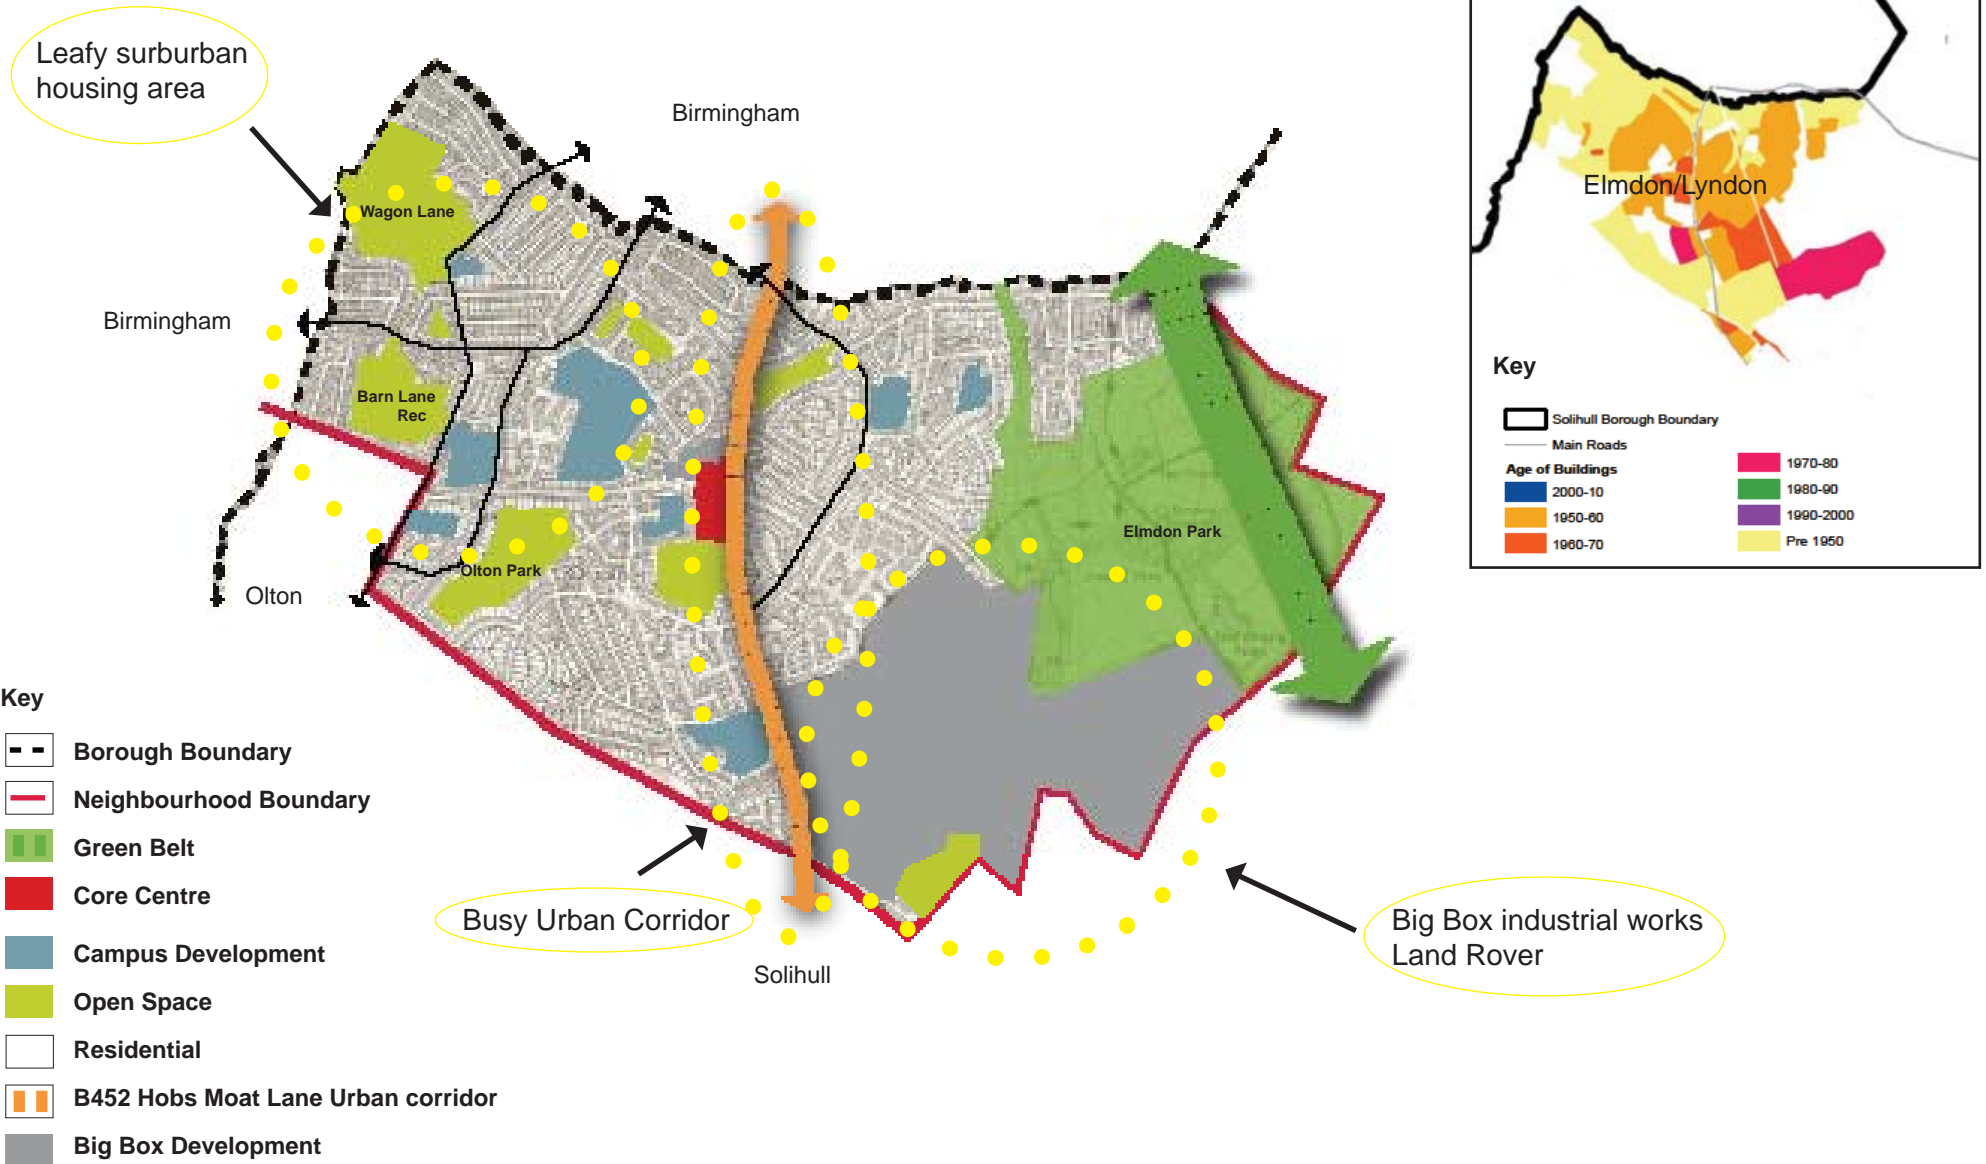 Leafy surburban
housing area
Birmingham
Wagon Lane
Birmingham
Barn Lane
Rec
Elmdon Park
Olton Park
Olton
Busy Urban Corridor
Solihull
Big Box industrial works
Land Rover
Key
Borough Boundary
Neighbourhood Boundary
Green Belt
Core Centre
Campus Development
Open Space
Residential
B452 Hobs Moat Lane Urban corridor
Big Box Development
Elmdon/Lyndon
Key
Solihull Borough Boundary
Main Roads
Age of Buildings
2000-10
1950-60
1960-70
1970-80
1980-90
1990-2000
Pre 1950